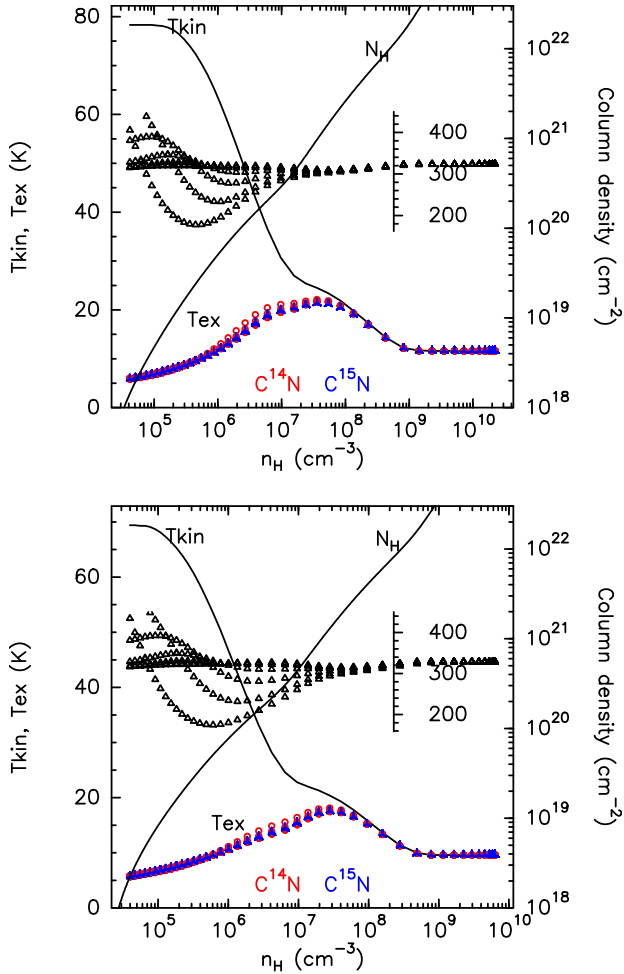 80
60
40
20
0
Tkin, Tex (K)
Tkin
N_H
400
300
200
Tex
C^14N C^15N
10^22
10^21
10^20
10^19
10^18
Column density (cm^-2)
10^5 10^6 10^7 10^8 10^9 10^10
n_H (cm^-3)
60
40
20
0
Tkin, Tex (K)
Tkin
N_H
400
300
200
Tex
C^14N C^15N
10^22
10^21
10^20
10^19
10^18
Column density (cm^-2)
10^5 10^6 10^7 10^8 10^9 10^10
n_H (cm^-3)